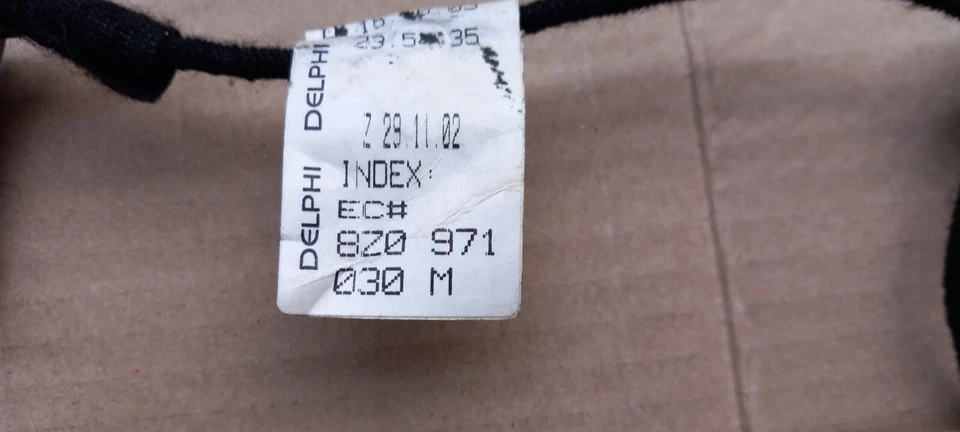 DELPHI
DELPHI
Z 29.11.02
INDEX:
EC#
8Z0 971
030 M